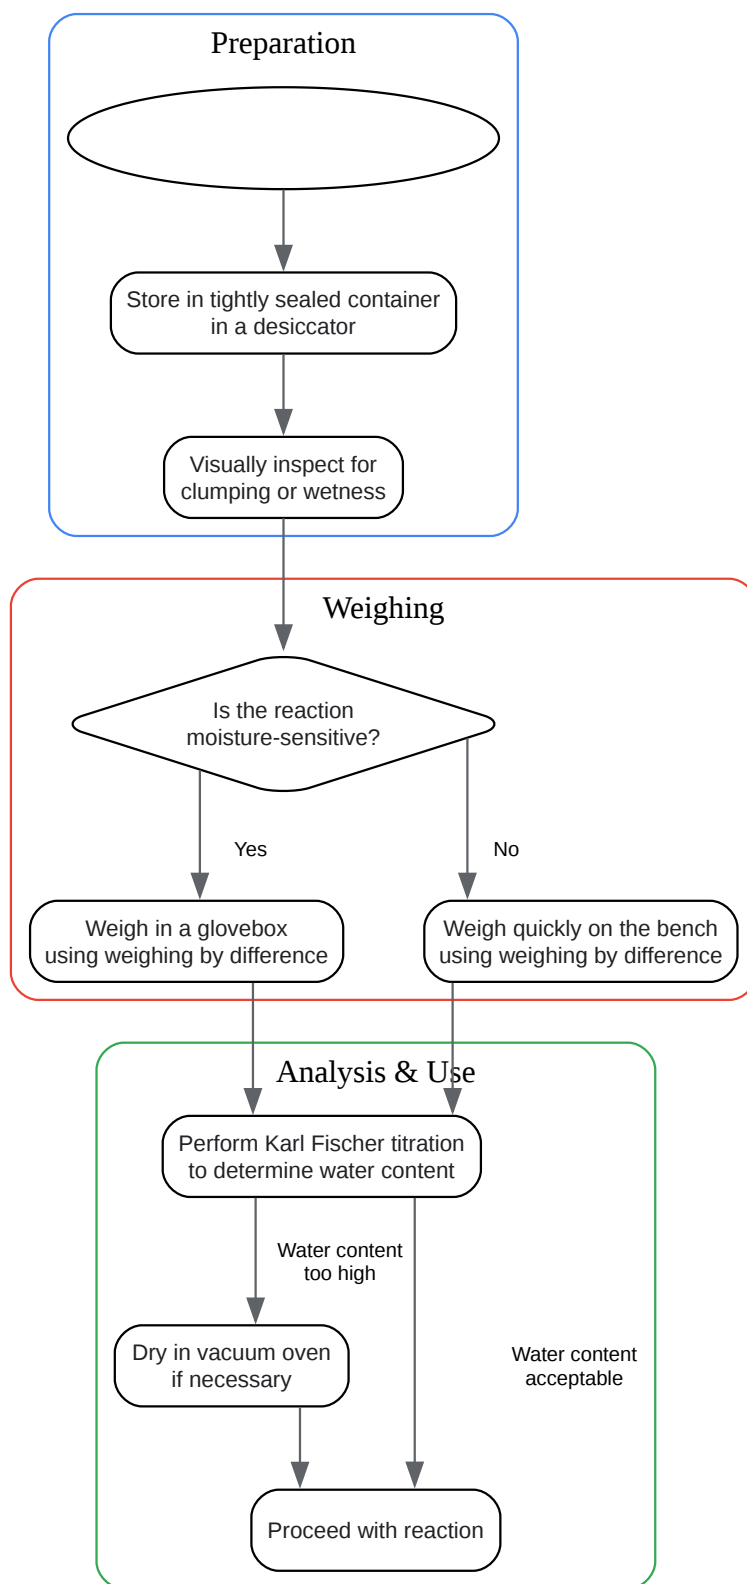 Preparation
Store in tightly sealed container
in a desiccator
Visually inspect for
clumping or wetness
Weighing
Is the reaction
moisture-sensitive?
Yes
No
Weigh in a glovebox
using weighing by difference
Weigh quickly on the bench
using weighing by difference
Analysis & Use
Perform Karl Fischer titration
to determine water content
Water content
too high
Dry in vacuum oven
if necessary
Water content
acceptable
Proceed with reaction